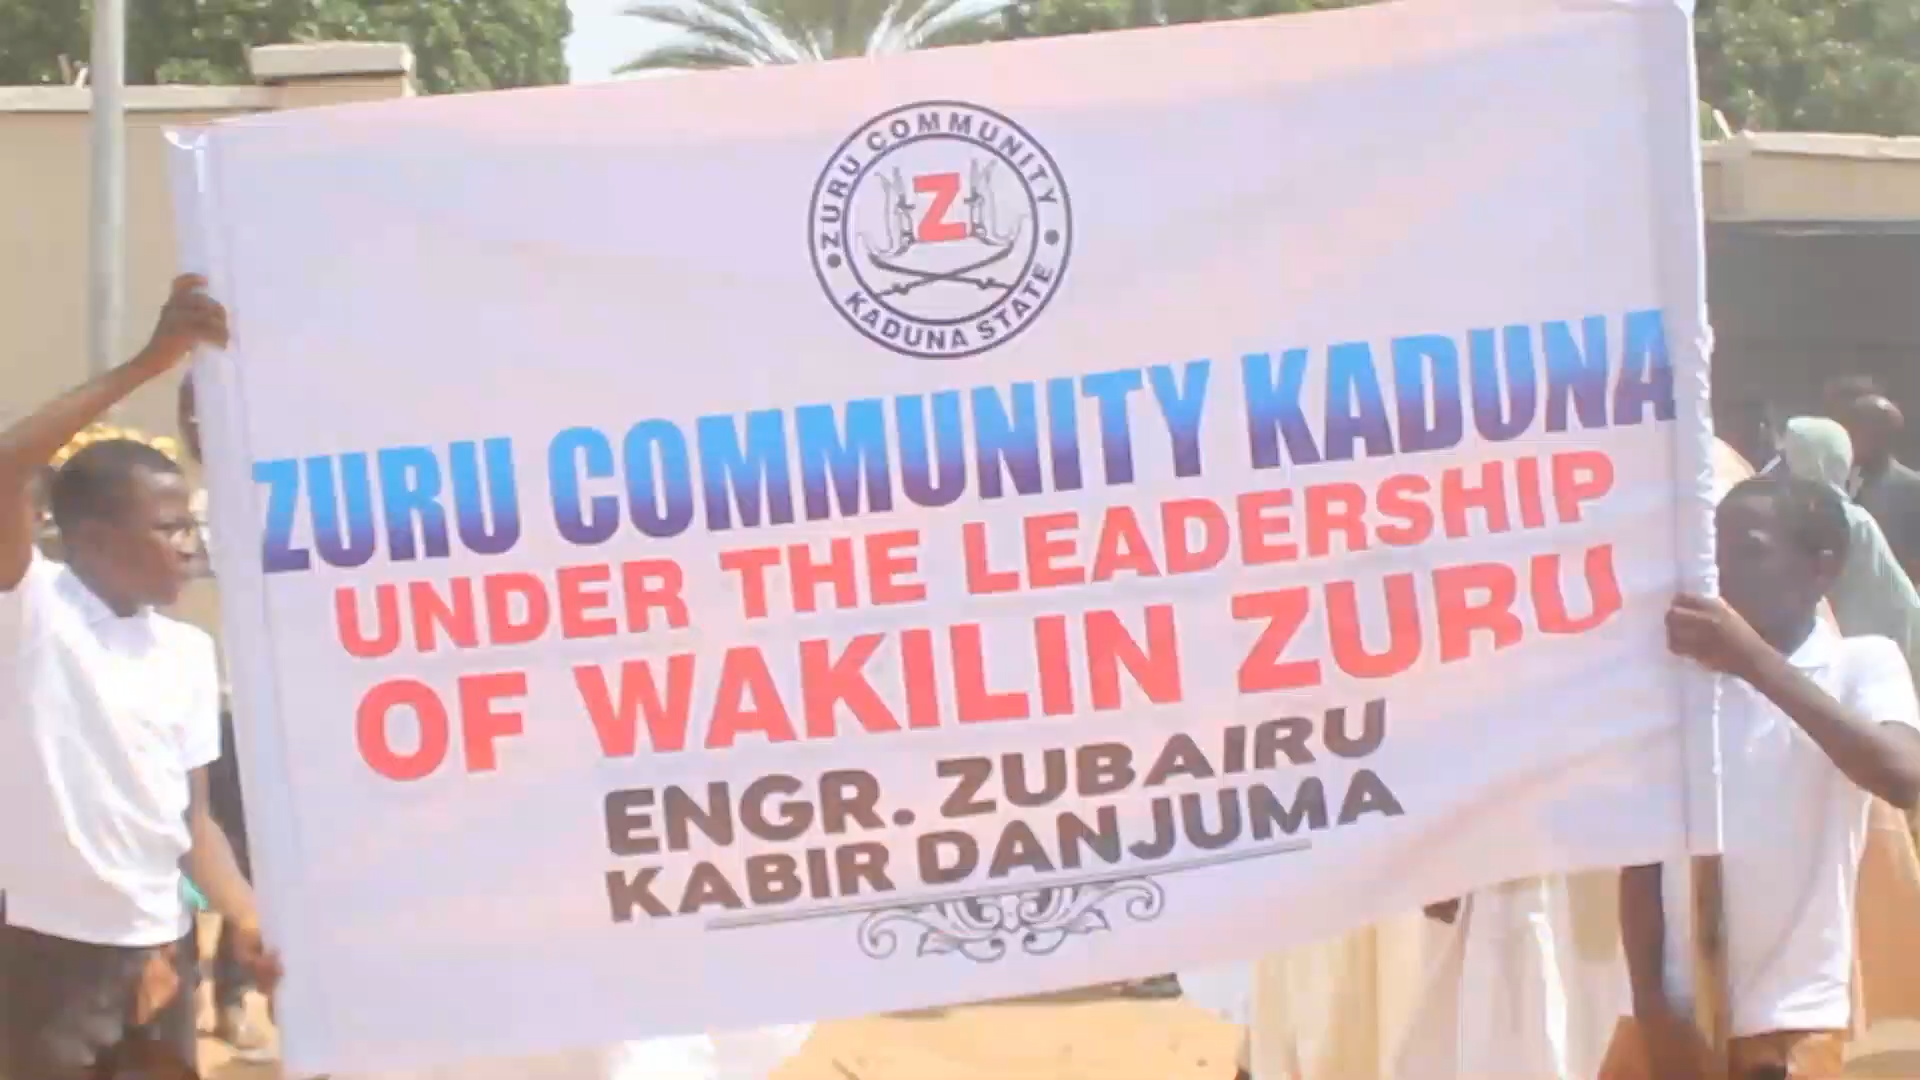 ZURU COMMUNITY
Z
KADUNA STATE
ZURU COMMUNITY KADUNA
UNDER THE LEADERSHIP
OF WAKILIN ZURU
ENGR. ZUBAIRU
KABIR DANJUMA